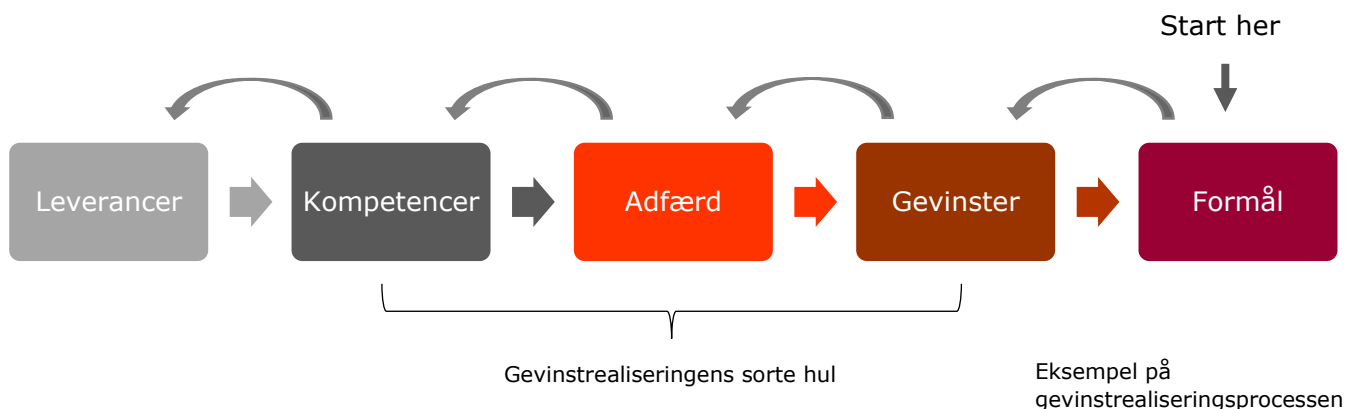 Start her
Leverancer
Kompetencer
Adfærd
Gevinster
Formål
Gevinstrealiseringens sorte hul
Eksempel på
gevinstrealiseringsprocessen